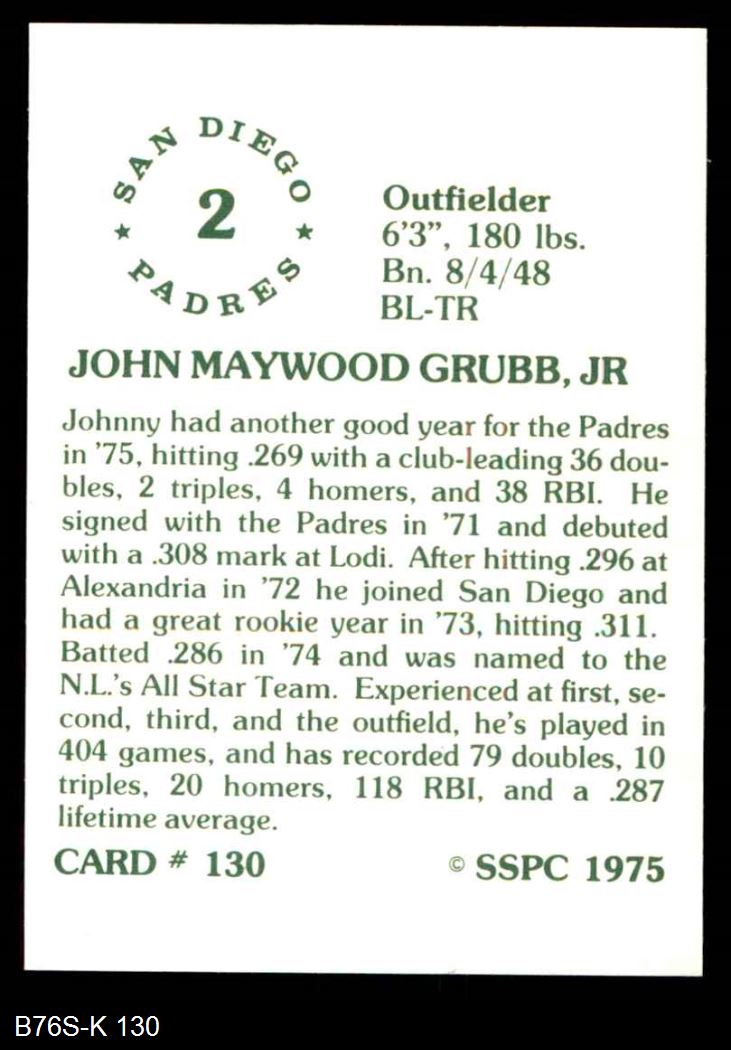 SAN DIEGO
2
★ PADRES ★
Outfielder
6'3", 180 lbs.
Bn. 8/4/48
BL-TR
JOHN MAYWOOD GRUBB, JR
Johnny had another good year for the Padres
in '75, hitting .269 with a club-leading 36 dou-
bles, 2 triples, 4 homers, and 38 RBI. He
signed with the Padres in '71 and debuted
with a .308 mark at Lodi. After hitting .296 at
Alexandria in '72 he joined San Diego and
had a great rookie year in '73, hitting .311.
Batted .286 in '74 and was named to the
N.L.'s All Star Team. Experienced at first, se-
cond, third, and the outfield, he's played in
404 games, and has recorded 79 doubles, 10
triples, 20 homers, 118 RBI, and a .287
lifetime average.
CARD # 130
© SSPC 1975
B76S-K 130